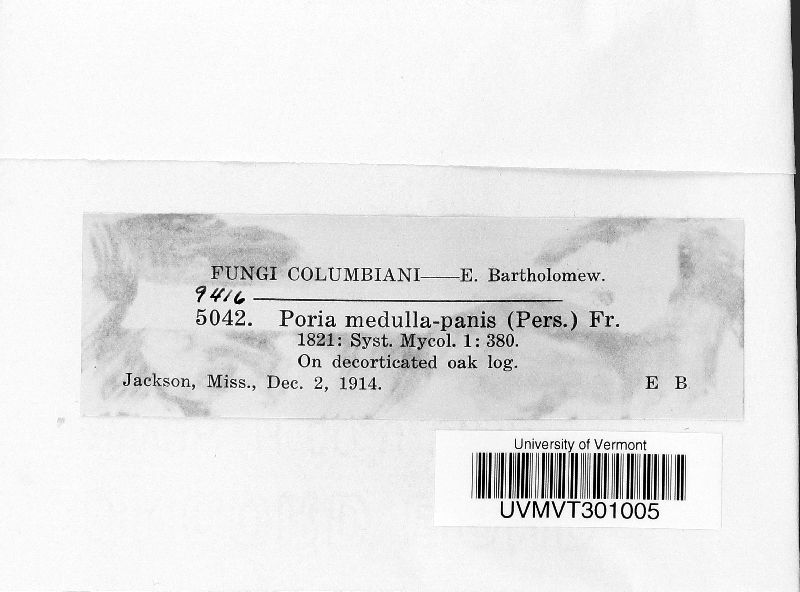 FUNGI COLUMBIANI——E. Bartholomew.
9416
5042. Poria medulla-panis (Pers.) Fr.
1821: Syst. Mycol. 1: 380.
On decorticated oak log.
Jackson, Miss., Dec. 2, 1914. E B
University of Vermont
UVMVT301005